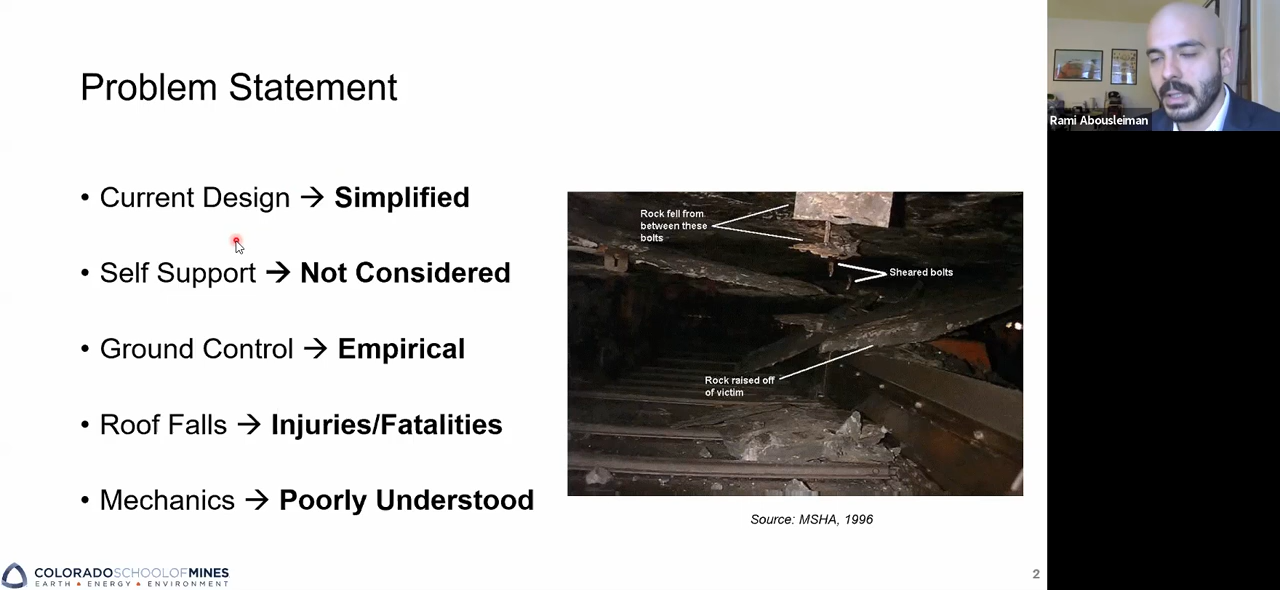 Problem Statement
• Current Design → Simplified
• Self Support → Not Considered
• Ground Control → Empirical
• Roof Falls → Injuries/Fatalities
• Mechanics → Poorly Understood
Rock fell from
between these
bolts
Sheared bolts
Rock raised off
of victim
Source: MSHA, 1996
COLORADOSCHOOLOFMINES
EARTH • ENERGY • ENVIRONMENT
2
Rami Abousleiman